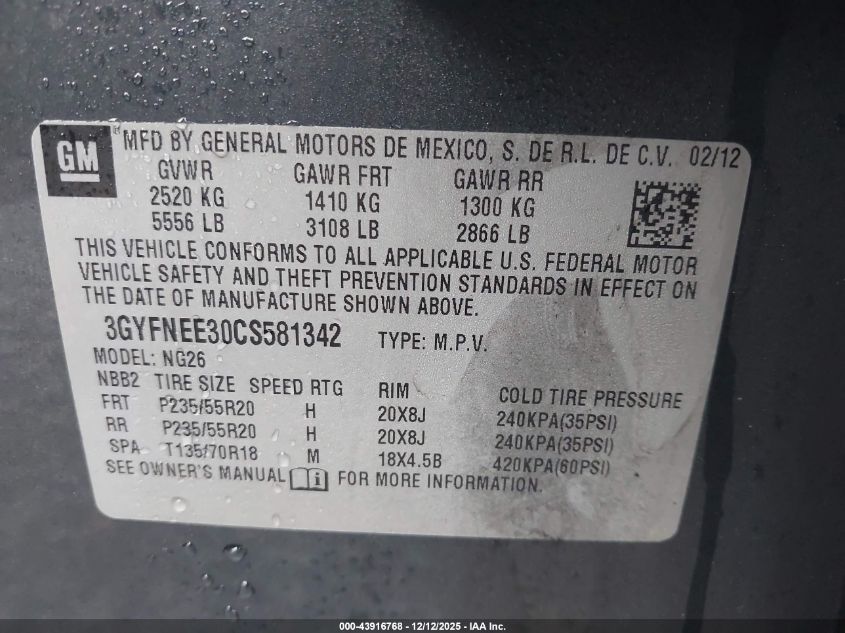 GM ® MFD BY GENERAL MOTORS DE MEXICO, S. DE R.L. DE C.V. 02/12
GVWR GAWR FRT GAWR RR
2520 KG 1410 KG 1300 KG
5556 LB 3108 LB 2866 LB
THIS VEHICLE CONFORMS TO ALL APPLICABLE U.S. FEDERAL MOTOR
VEHICLE SAFETY AND THEFT PREVENTION STANDARDS IN EFFECT ON
THE DATE OF MANUFACTURE SHOWN ABOVE.
3GYFNEE30CS581342 TYPE: M.P.V.
MODEL: NG26
NBB2 TIRE SIZE SPEED RTG RIM COLD TIRE PRESSURE
FRT P235/55R20 H 20X8J 240KPA(35PSI)
RR P235/55R20 H 20X8J 240KPA(35PSI)
SPA T135/70R18 M 18X4.5B 420KPA(60PSI)
SEE OWNER'S MANUAL i FOR MORE INFORMATION.
000-43916768 - 12/12/2025 - IAA Inc.